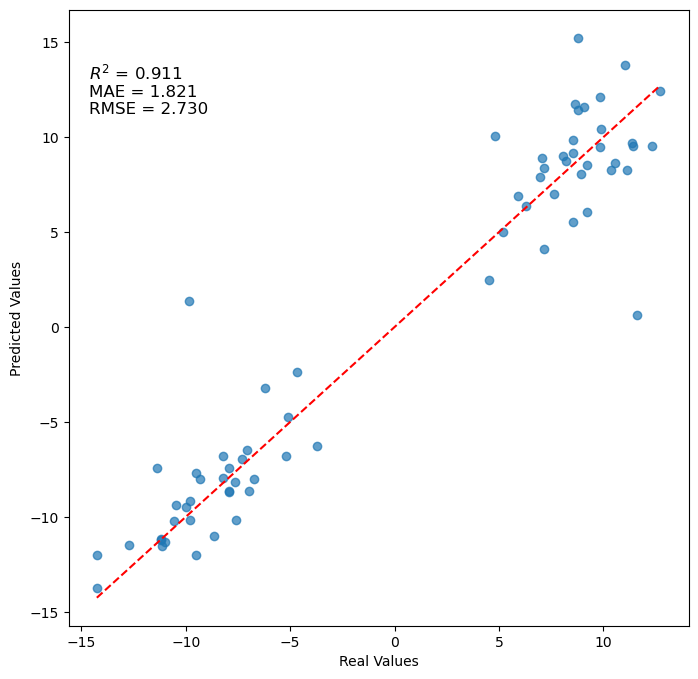 R² = 0.911
MAE = 1.821
RMSE = 2.730
15
10
5
0
−5
−10
−15
Predicted Values
−15 −10 −5 0 5 10
Real Values